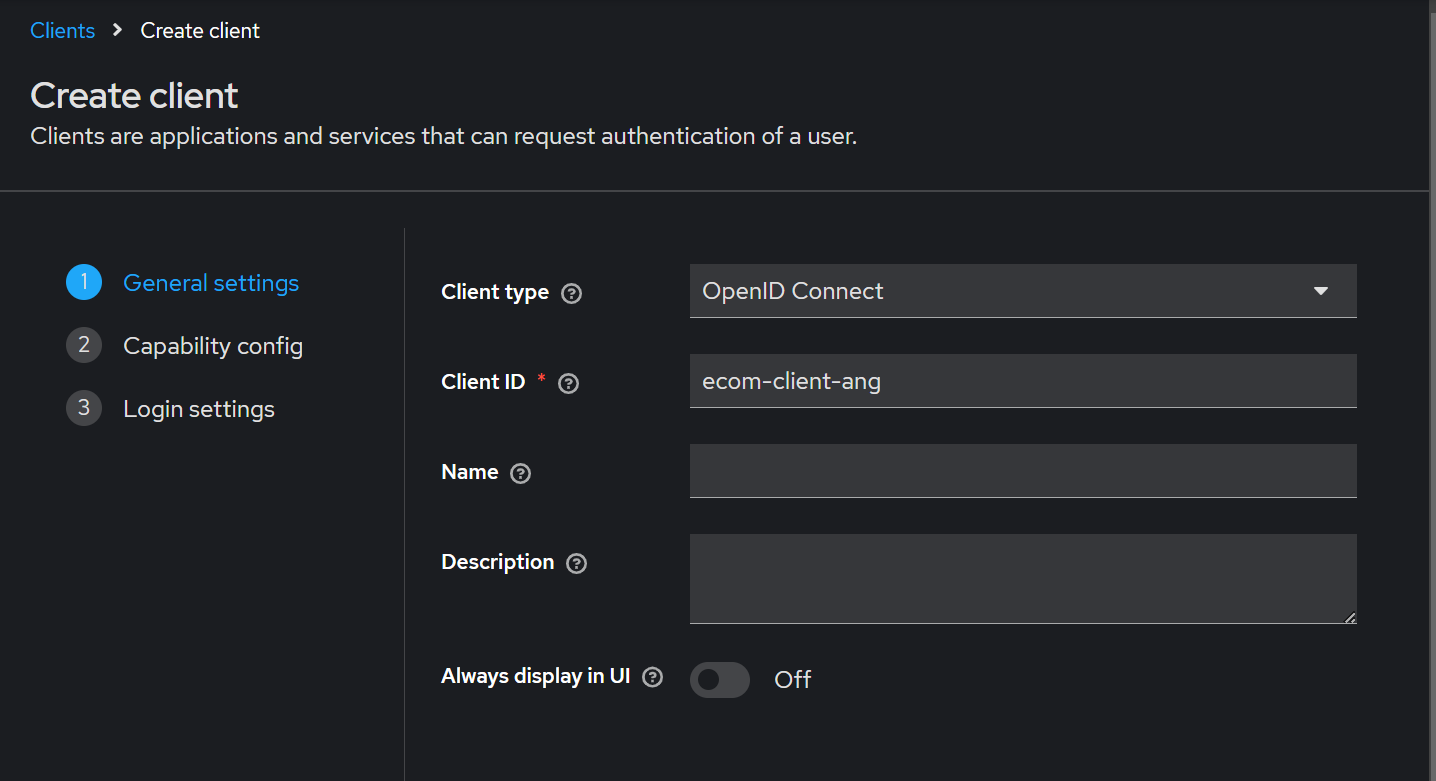 Clients > Create client
Create client
Clients are applications and services that can request authentication of a user.
1 General settings
2 Capability config
3 Login settings
Client type ?
OpenID Connect
Client ID * ?
ecom-client-ang
Name ?
Description ?
Always display in UI ?
Off